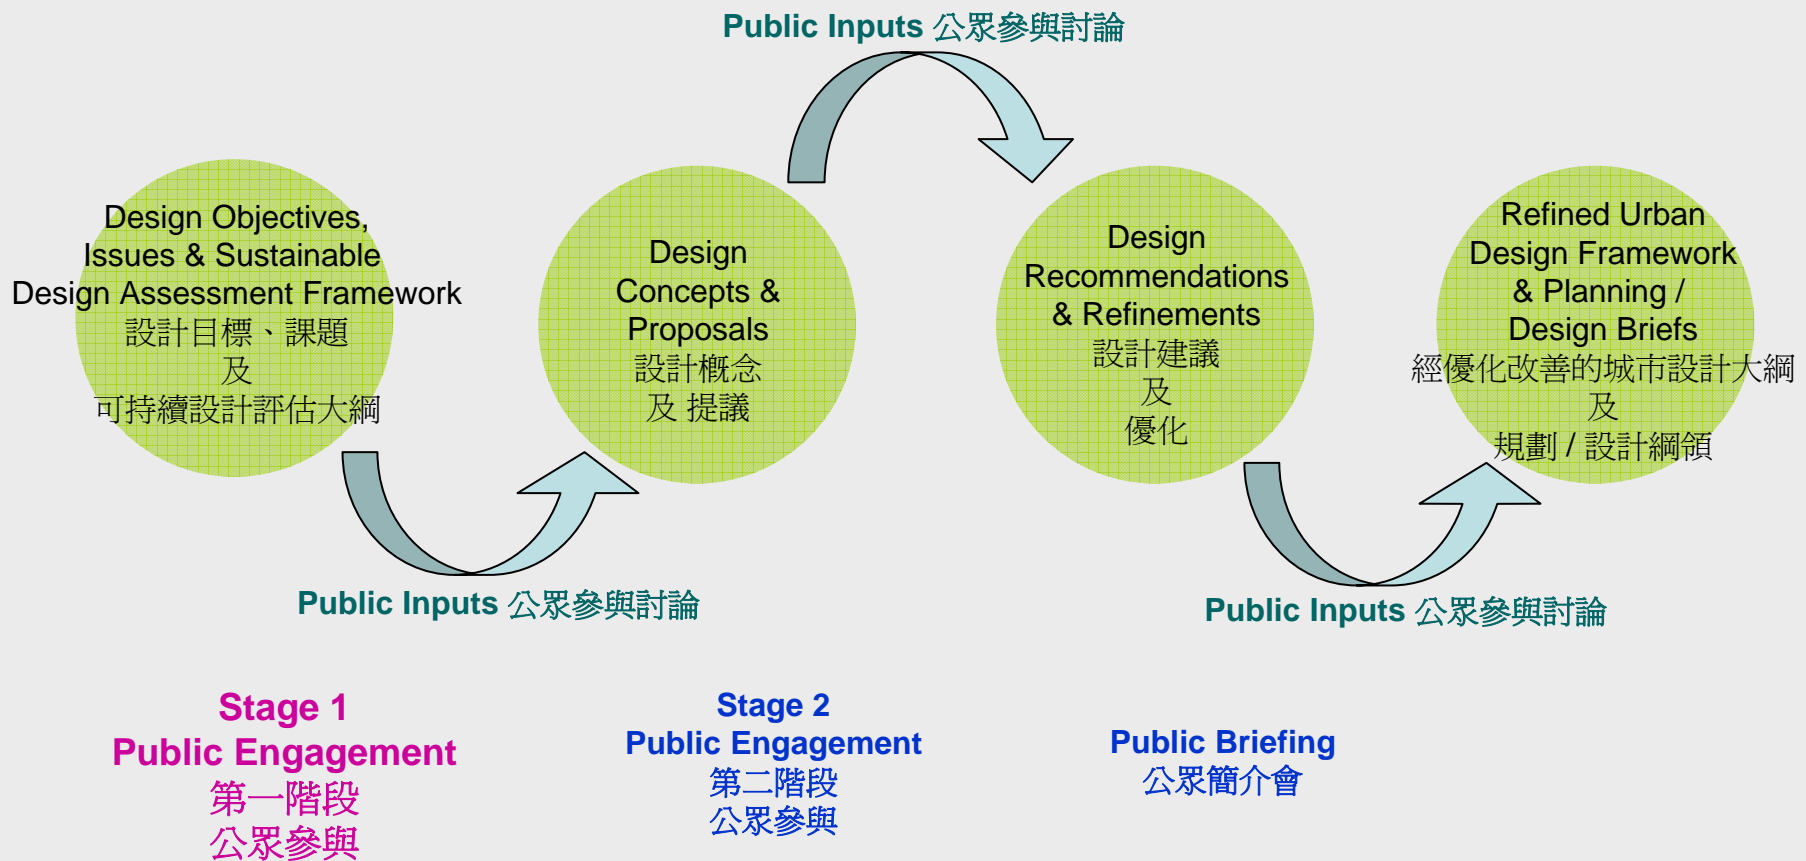 Public Inputs 公眾參與討論
Design Objectives,
Issues & Sustainable
Design Assessment Framework
設計目標、課題
及
可持續設計評估大綱
Design
Concepts &
Proposals
設計概念
及 提議
Design
Recommendations
& Refinements
設計建議
及
優化
Refined Urban
Design Framework
& Planning /
Design Briefs
經優化改善的城市設計大綱
及
規劃 / 設計綱領
Public Inputs 公眾參與討論
Public Inputs 公眾參與討論
Stage 1
Public Engagement
第一階段
公眾參與
Stage 2
Public Engagement
第二階段
公眾參與
Public Briefing
公眾簡介會